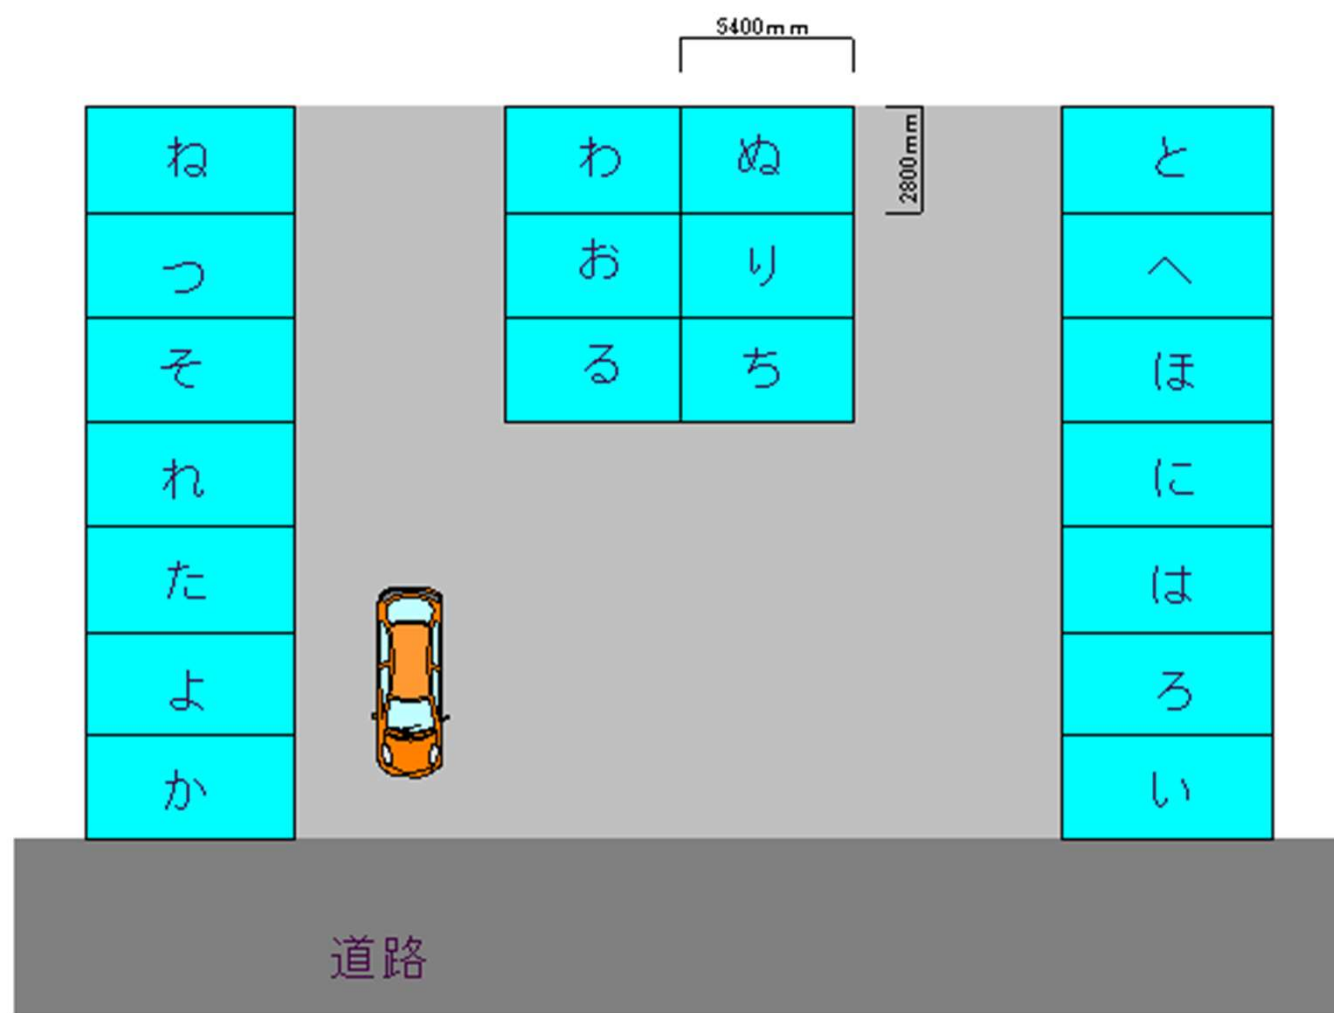 5400mm
2800mm
ね わ ぬ と
つ お り へ
そ る ち ほ
れ に
た は
よ ろ
か い
道路